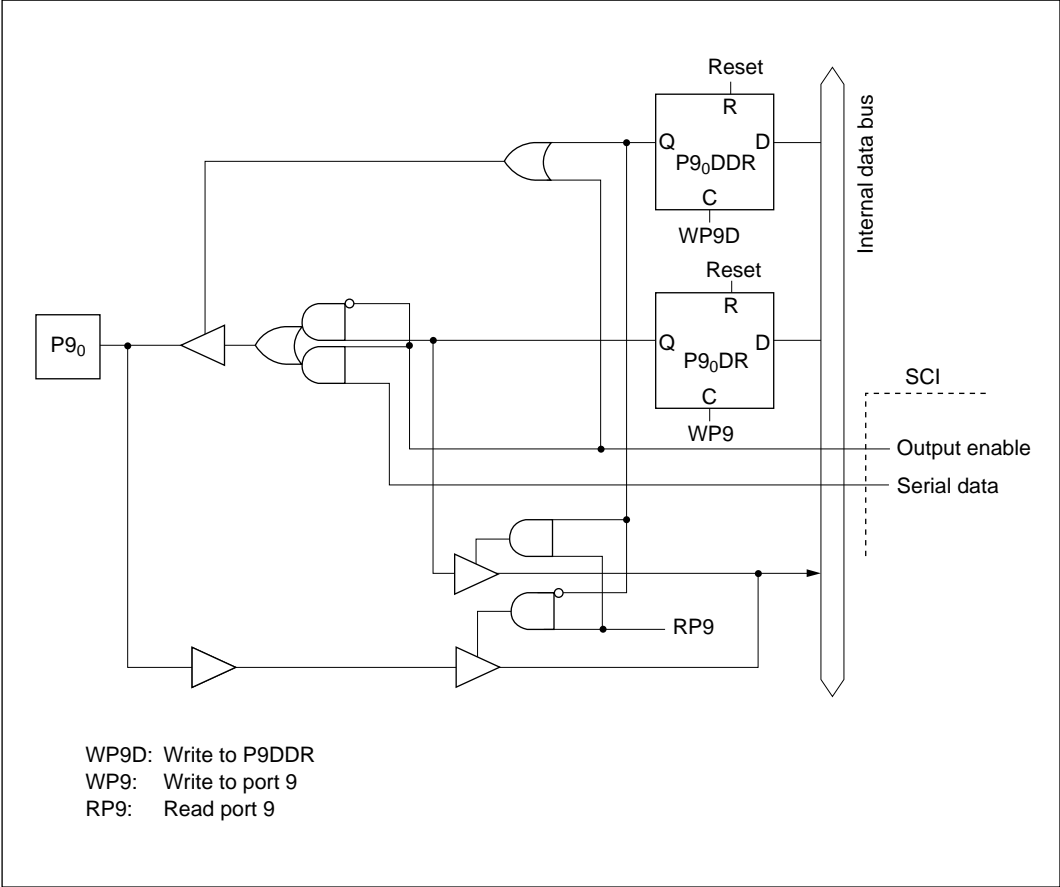 Reset
R
Q
D
P9₀DDR
C
WP9D
Internal data bus
Reset
R
P9₀
Q
D
P9₀DR
C
WP9
SCI
Output enable
Serial data
RP9
WP9D: Write to P9DDR
WP9: Write to port 9
RP9: Read port 9